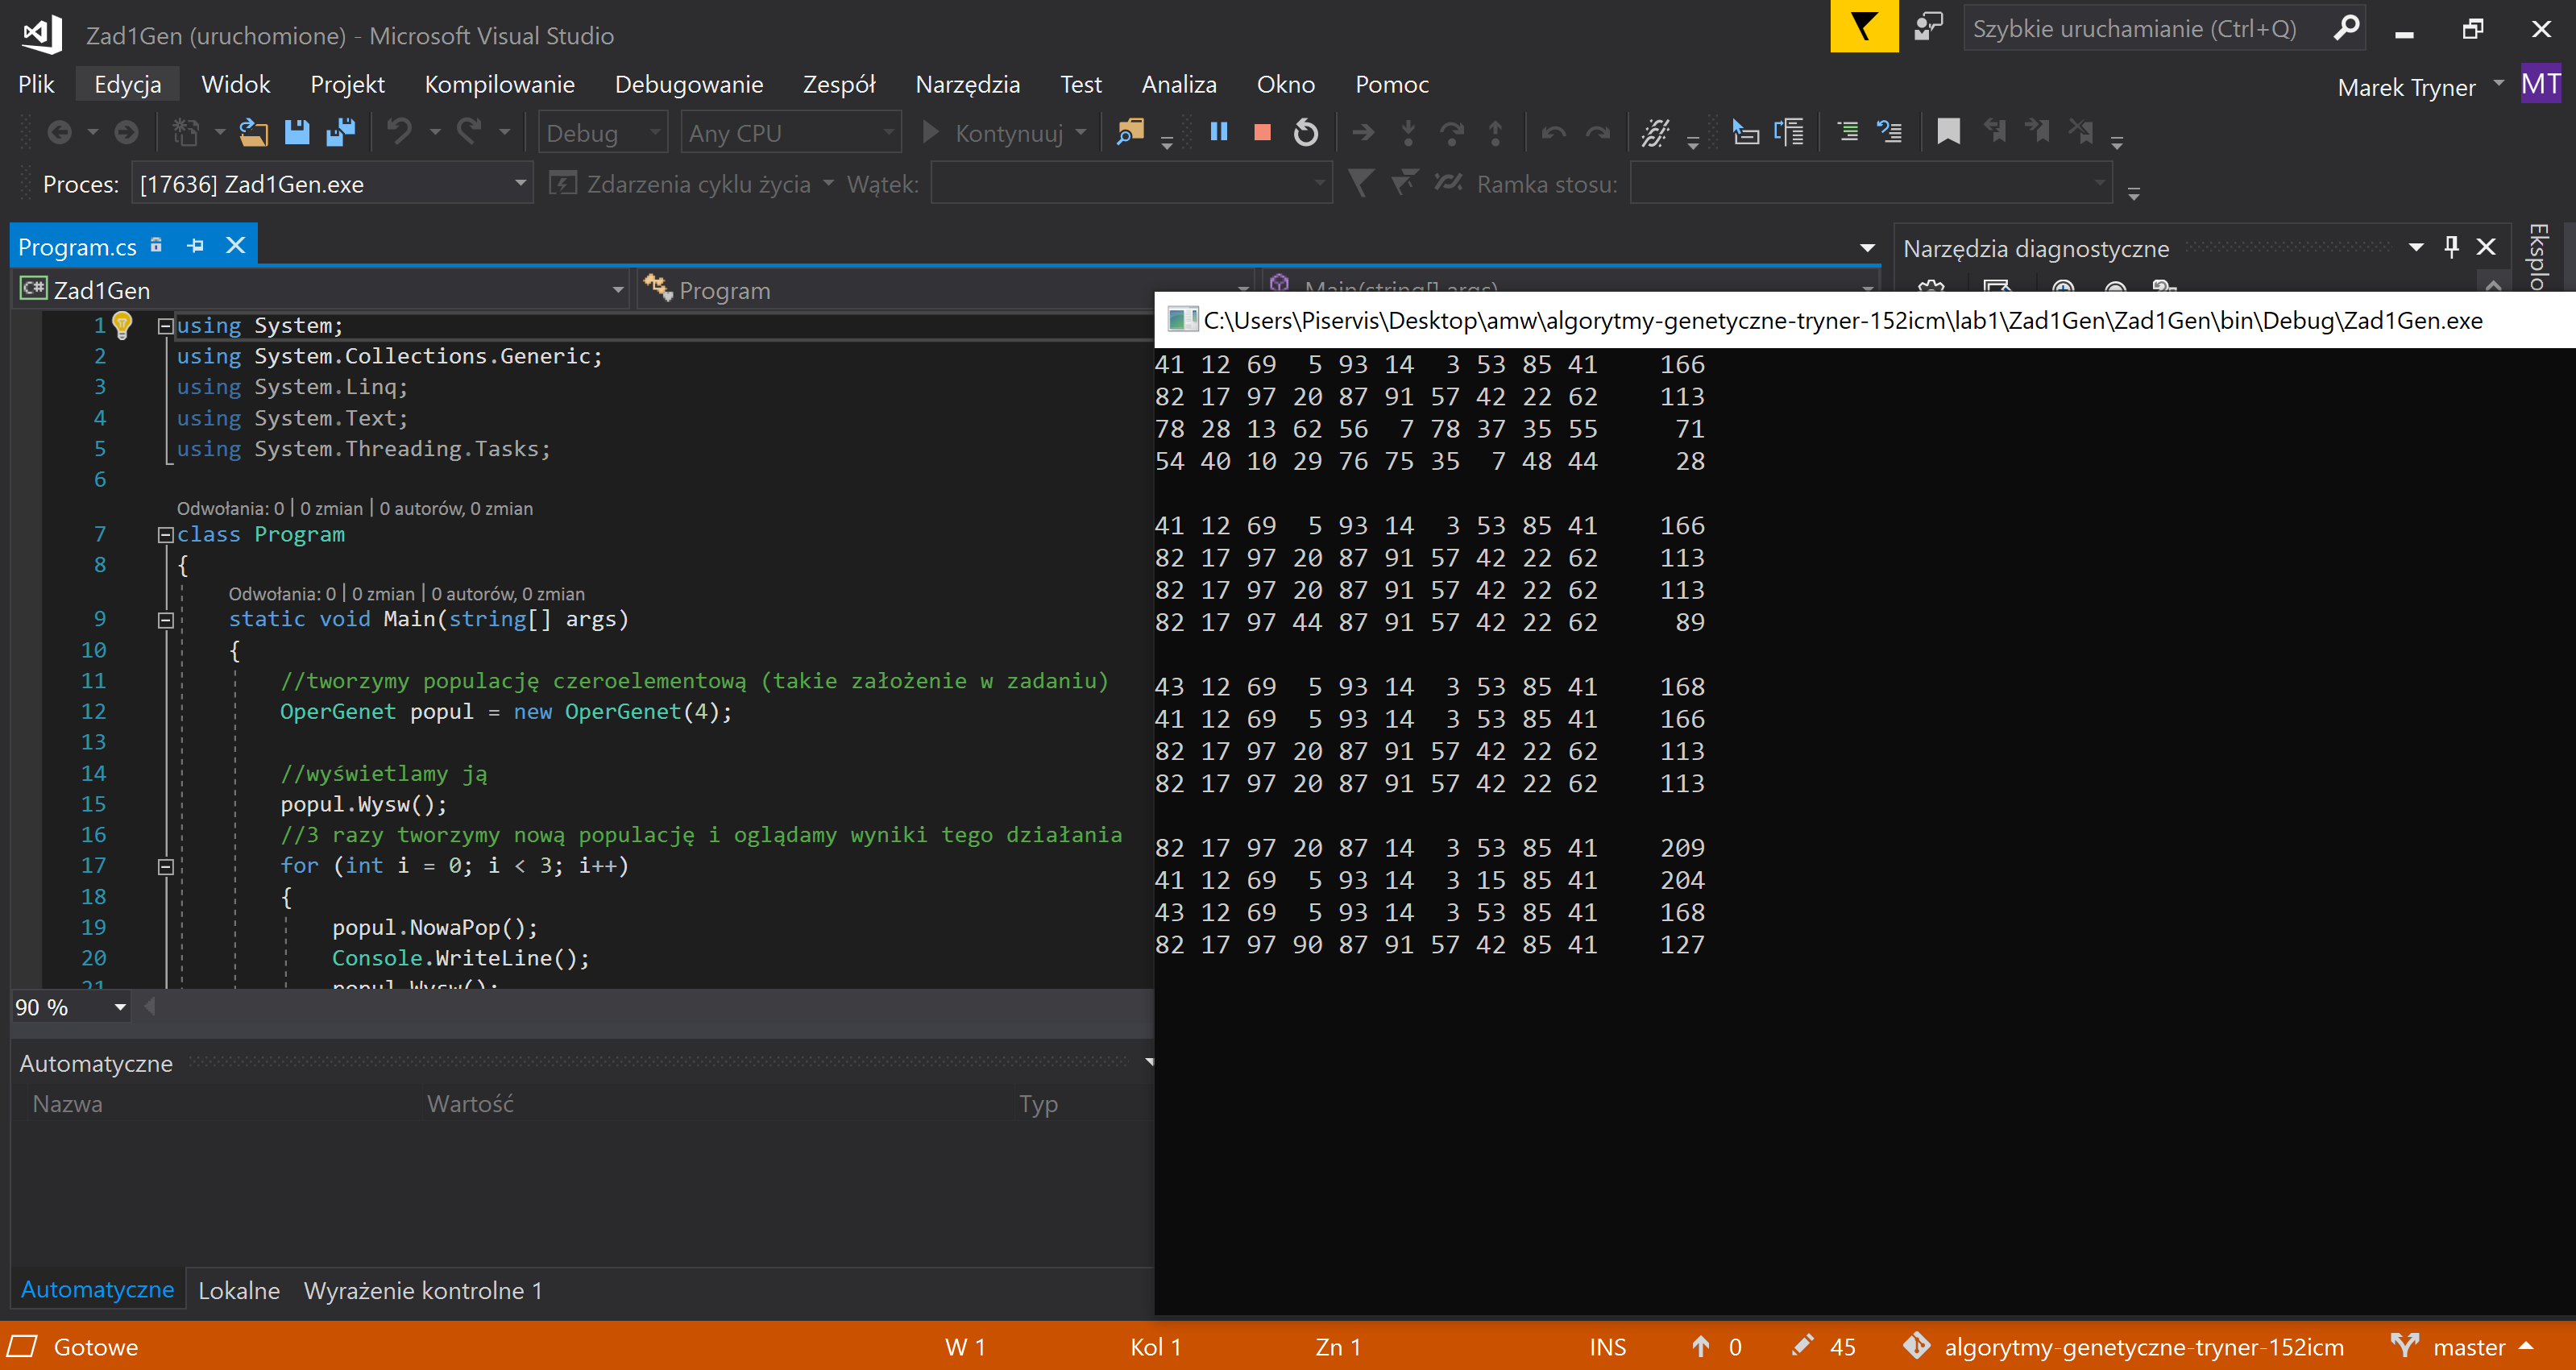 Zad1Gen (uruchomione) - Microsoft Visual Studio
Szybkie uruchamianie (Ctrl+Q)
Plik Edycja Widok Projekt Kompilowanie Debugowanie Zespół Narzędzia Test Analiza Okno Pomoc
Marek Tryner MT
Debug Any CPU Kontynuuj
Proces: [17636] Zad1Gen.exe Zdarzenia cyklu życia Wątek: Ramka stosu:
Program.cs
Zad1Gen Program Main(string[] args)
1 using System;
2 using System.Collections.Generic;
3 using System.Linq;
4 using System.Text;
5 using System.Threading.Tasks;
6
Odwołania: 0 | 0 zmian | 0 autorów, 0 zmian
7 class Program
8 {
Odwołania: 0 | 0 zmian | 0 autorów, 0 zmian
9 static void Main(string[] args)
10 {
11 //tworzymy populację czeroelementową (takie założenie w zadaniu)
12 OperGenet popul = new OperGenet(4);
13
14 //wyświetlamy ją
15 popul.Wysw();
16 //3 razy tworzymy nową populację i oglądamy wyniki tego działania
17 for (int i = 0; i < 3; i++)
18 {
19 popul.NowaPop();
20 Console.WriteLine();
21 popul.Wysw();
90 %
Narzędzia diagnostyczne
Eksplo
C:\Users\Piservis\Desktop\amw\algorytmy-genetyczne-tryner-152icm\lab1\Zad1Gen\Zad1Gen\bin\Debug\Zad1Gen.exe
41 12 69 5 93 14 3 53 85 41 166
82 17 97 20 87 91 57 42 22 62 113
78 28 13 62 56 7 78 37 35 55 71
54 40 10 29 76 75 35 7 48 44 28
41 12 69 5 93 14 3 53 85 41 166
82 17 97 20 87 91 57 42 22 62 113
82 17 97 20 87 91 57 42 22 62 113
82 17 97 44 87 91 57 42 22 62 89
43 12 69 5 93 14 3 53 85 41 168
41 12 69 5 93 14 3 53 85 41 166
82 17 97 20 87 91 57 42 22 62 113
82 17 97 20 87 91 57 42 22 62 113
82 17 97 20 87 14 3 53 85 41 209
41 12 69 5 93 14 3 15 85 41 204
43 12 69 5 93 14 3 53 85 41 168
82 17 97 90 87 91 57 42 85 41 127
Automatyczne
Nazwa Wartość Typ
Automatyczne Lokalne Wyrażenie kontrolne 1
Gotowe W 1 Kol 1 Zn 1 INS 0 45 algorytmy-genetyczne-tryner-152icm master